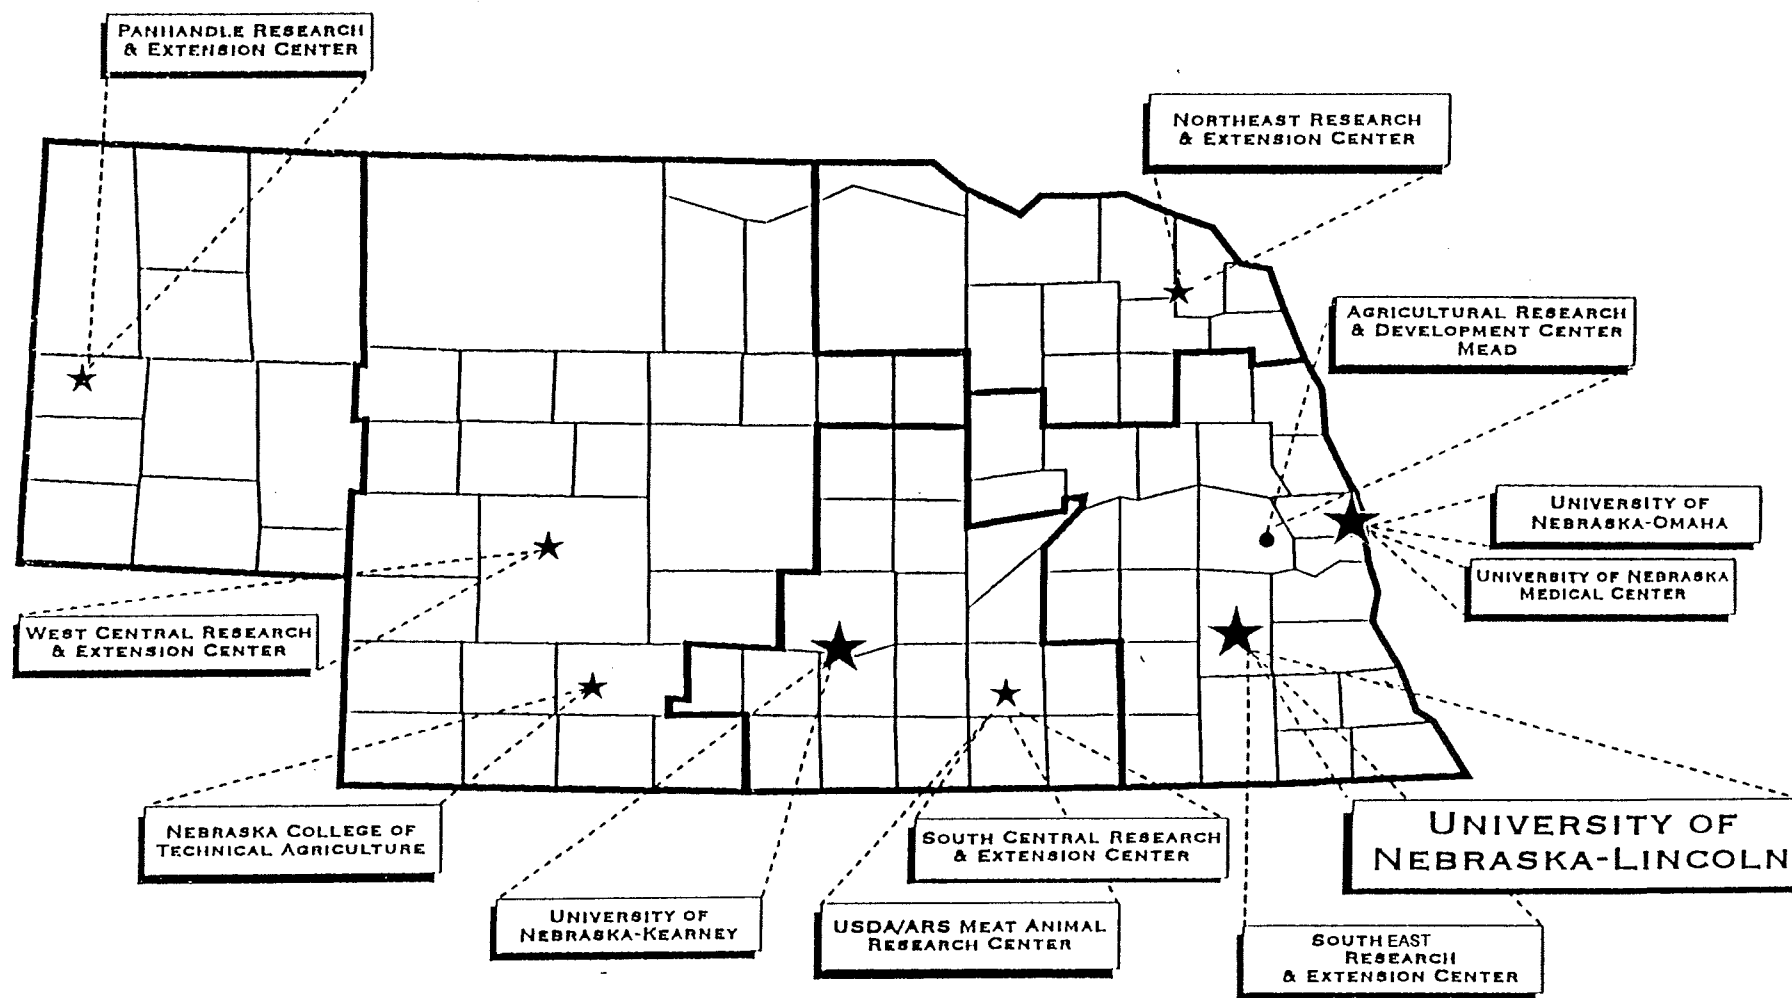 PANHANDLE RESEARCH
& EXTENSION CENTER
NORTHEAST RESEARCH
& EXTENSION CENTER
AGRICULTURAL RESEARCH
& DEVELOPMENT CENTER
MEAD
UNIVERSITY OF
NEBRASKA-OMAHA
UNIVERSITY OF NEBRASKA
MEDICAL CENTER
WEST CENTRAL RESEARCH
& EXTENSION CENTER
NEBRASKA COLLEGE OF
TECHNICAL AGRICULTURE
SOUTH CENTRAL RESEARCH
& EXTENSION CENTER
UNIVERSITY OF
NEBRASKA-LINCOLN
UNIVERSITY OF
NEBRASKA-KEARNEY
USDA/ARS MEAT ANIMAL
RESEARCH CENTER
SOUTHEAST
RESEARCH
& EXTENSION CENTER